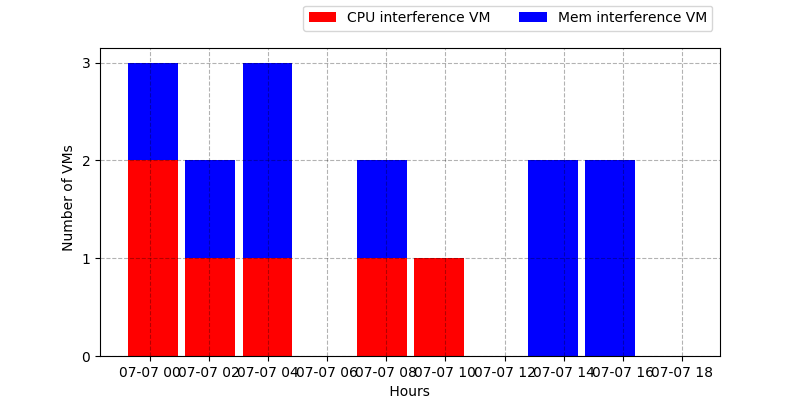 CPU interference VM Mem interference VM
3
2
1
0
Number of VMs
07-07 00 07-07 02 07-07 04 07-07 06 07-07 08 07-07 10 07-07 12 07-07 14 07-07 16 07-07 18
Hours